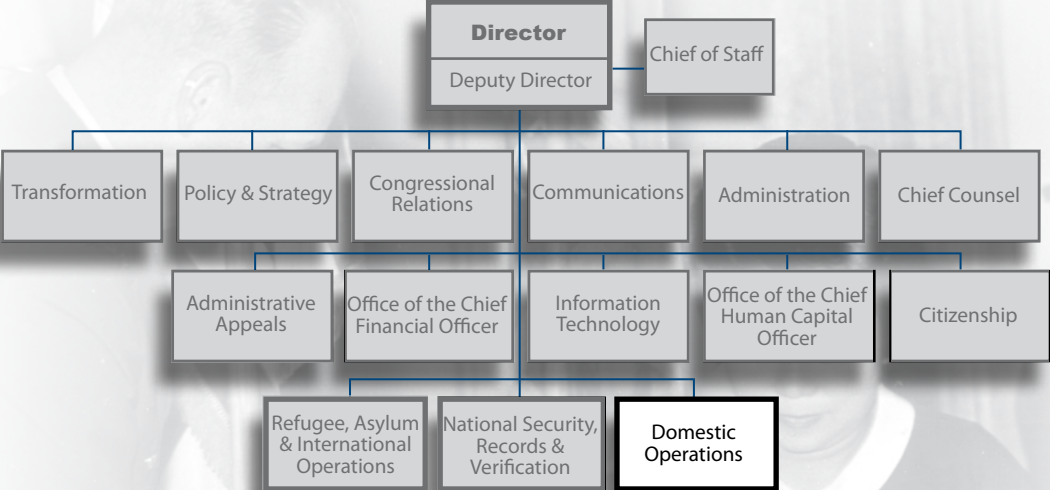 Director
Deputy Director
Chief of Staff
Transformation
Policy & Strategy
Congressional
Relations
Communications
Administration
Chief Counsel
Administrative
Appeals
Office of the Chief
Financial Officer
Information
Technology
Office of the Chief
Human Capital
Officer
Citizenship
Refugee, Asylum
& International
Operations
National Security,
Records &
Verification
Domestic
Operations